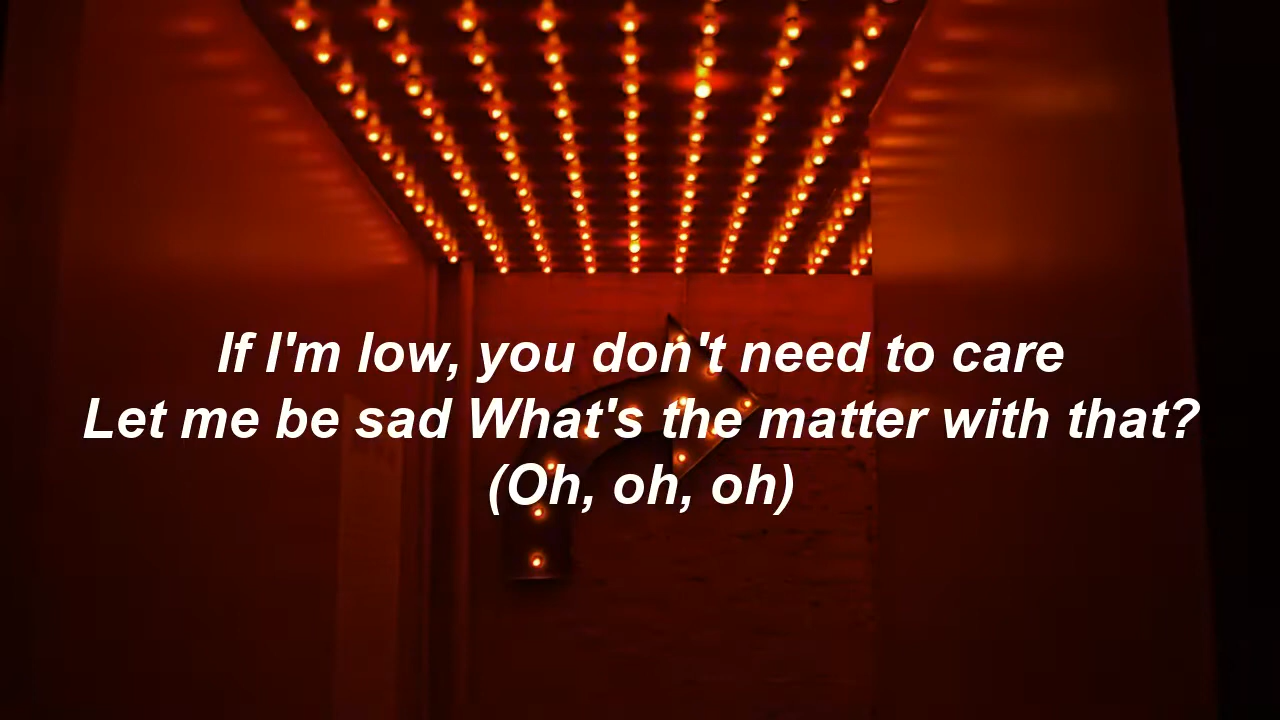 If I'm low, you don't need to care
Let me be sad What's the matter with that?
(Oh, oh, oh)